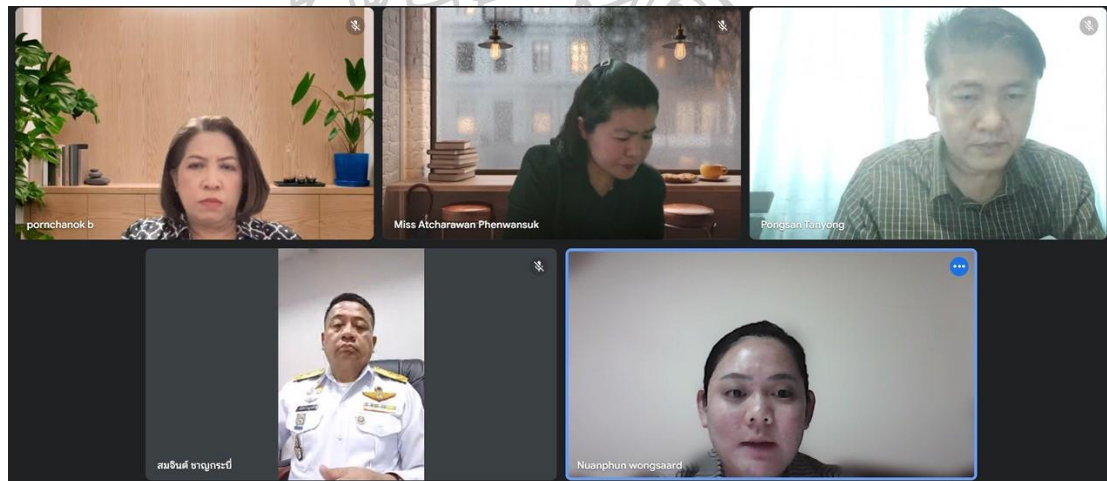 pornchanok b
Miss Atcharawan Phenwansuk
Pongsan Tanyong
สมจินต์ ชาญกระบี่
Nuanphun wongsaard